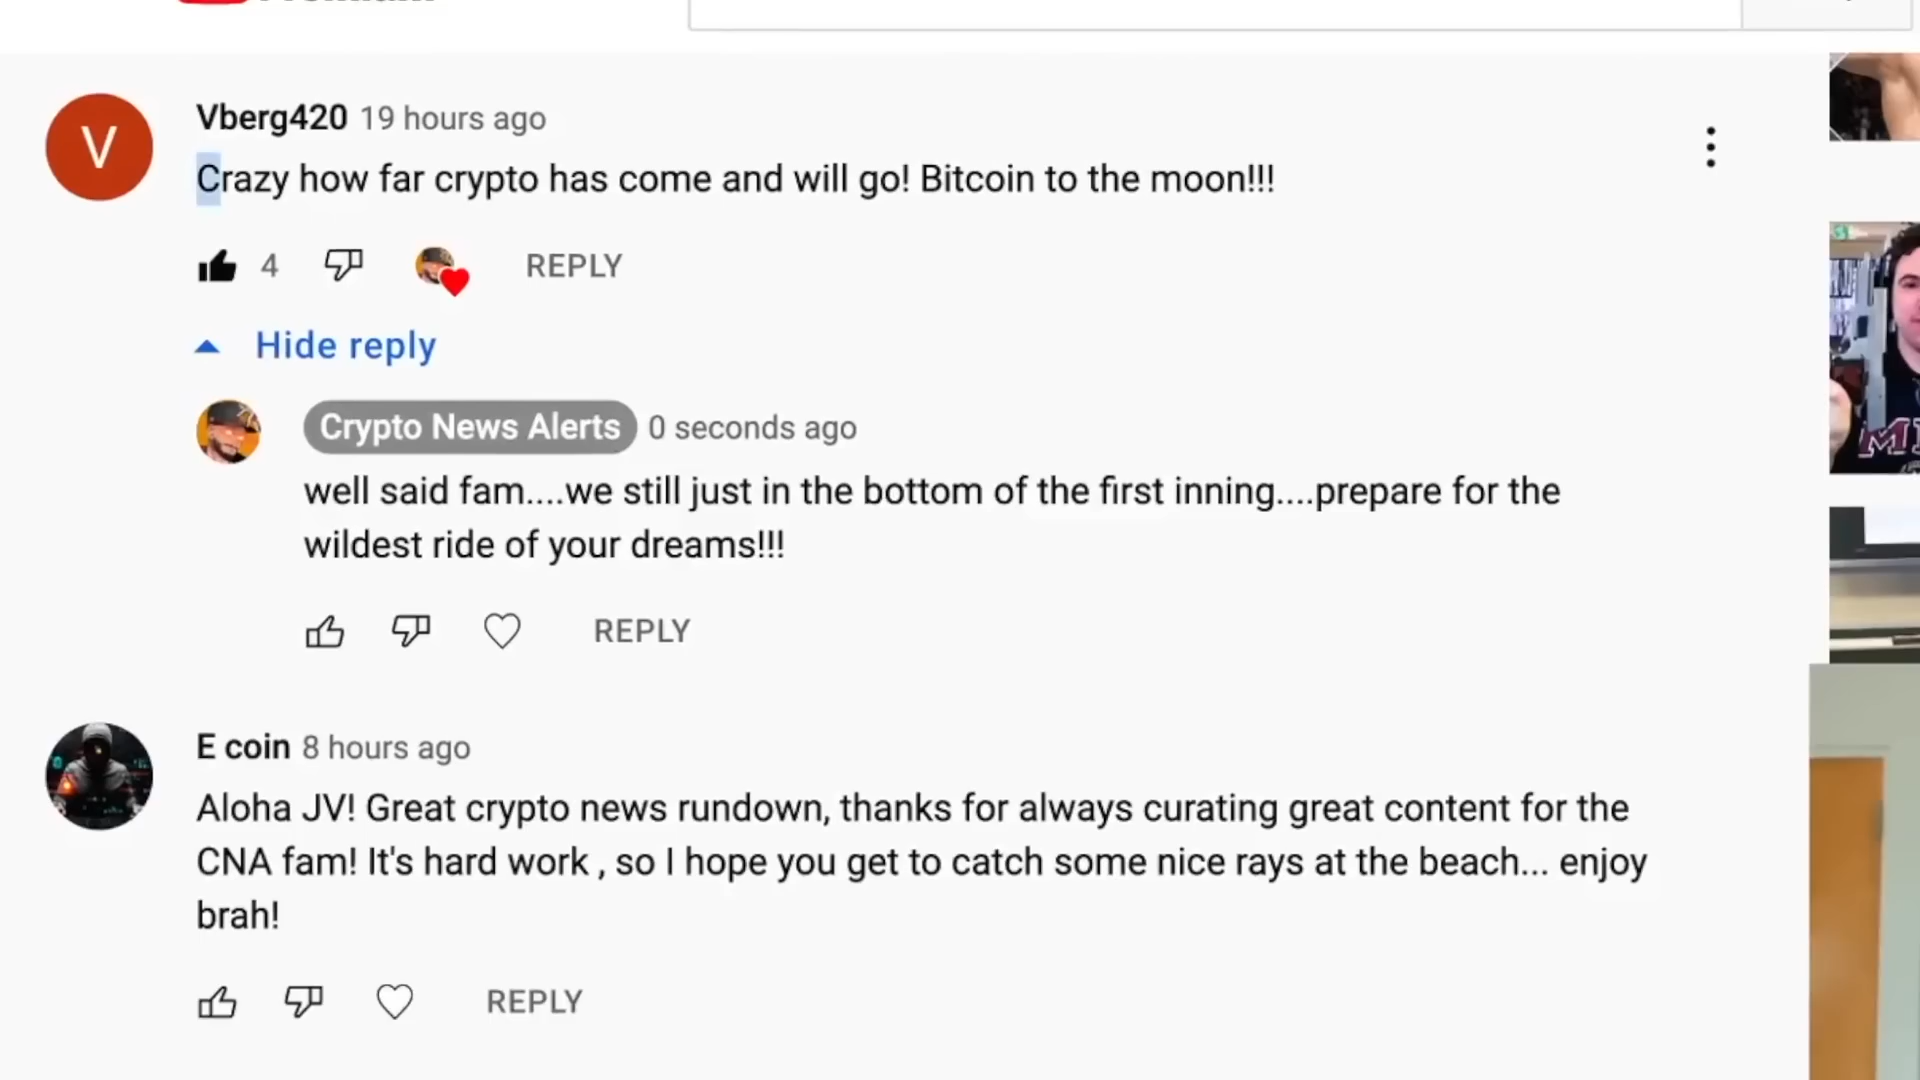 V
Vberg420 19 hours ago
Crazy how far crypto has come and will go! Bitcoin to the moon!!!
4 REPLY
Hide reply
Crypto News Alerts 0 seconds ago
well said fam....we still just in the bottom of the first inning....prepare for the
wildest ride of your dreams!!!
REPLY
E coin 8 hours ago
Aloha JV! Great crypto news rundown, thanks for always curating great content for the
CNA fam! It's hard work , so I hope you get to catch some nice rays at the beach... enjoy
brah!
REPLY